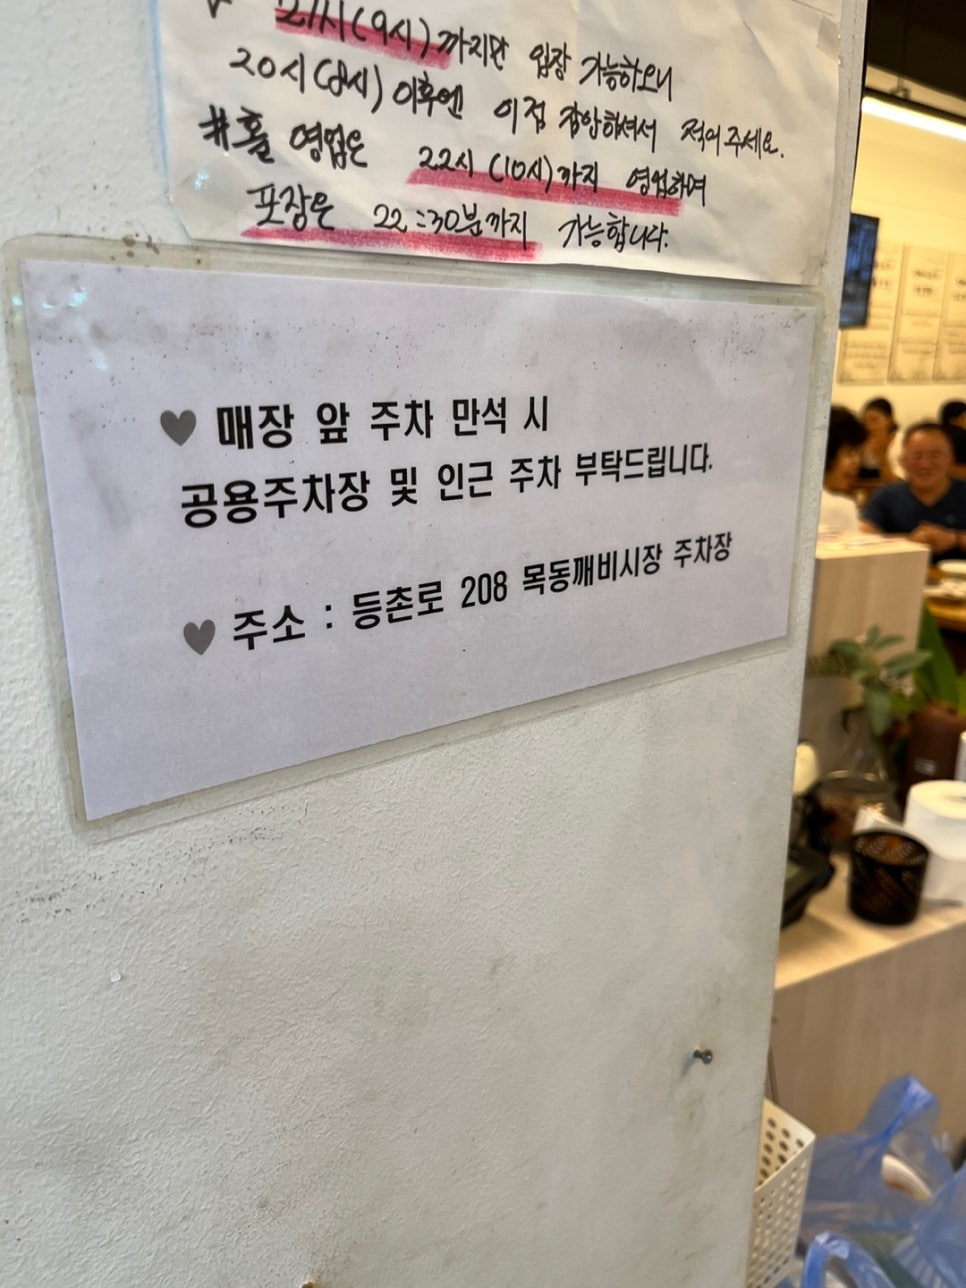 21시(9시)까지만 입장 가능하오니
20시(8시) 이후엔 이점 감안하셔서 적어주세요.
#홀 영업은 22시 (10시)까지 영업하며
포장은 22:30분까지 가능합니다.
♥ 매장 앞 주차 만석 시
공용주차장 및 인근 주차 부탁드립니다.
♥ 주소 : 등촌로 208 목동깨비시장 주차장